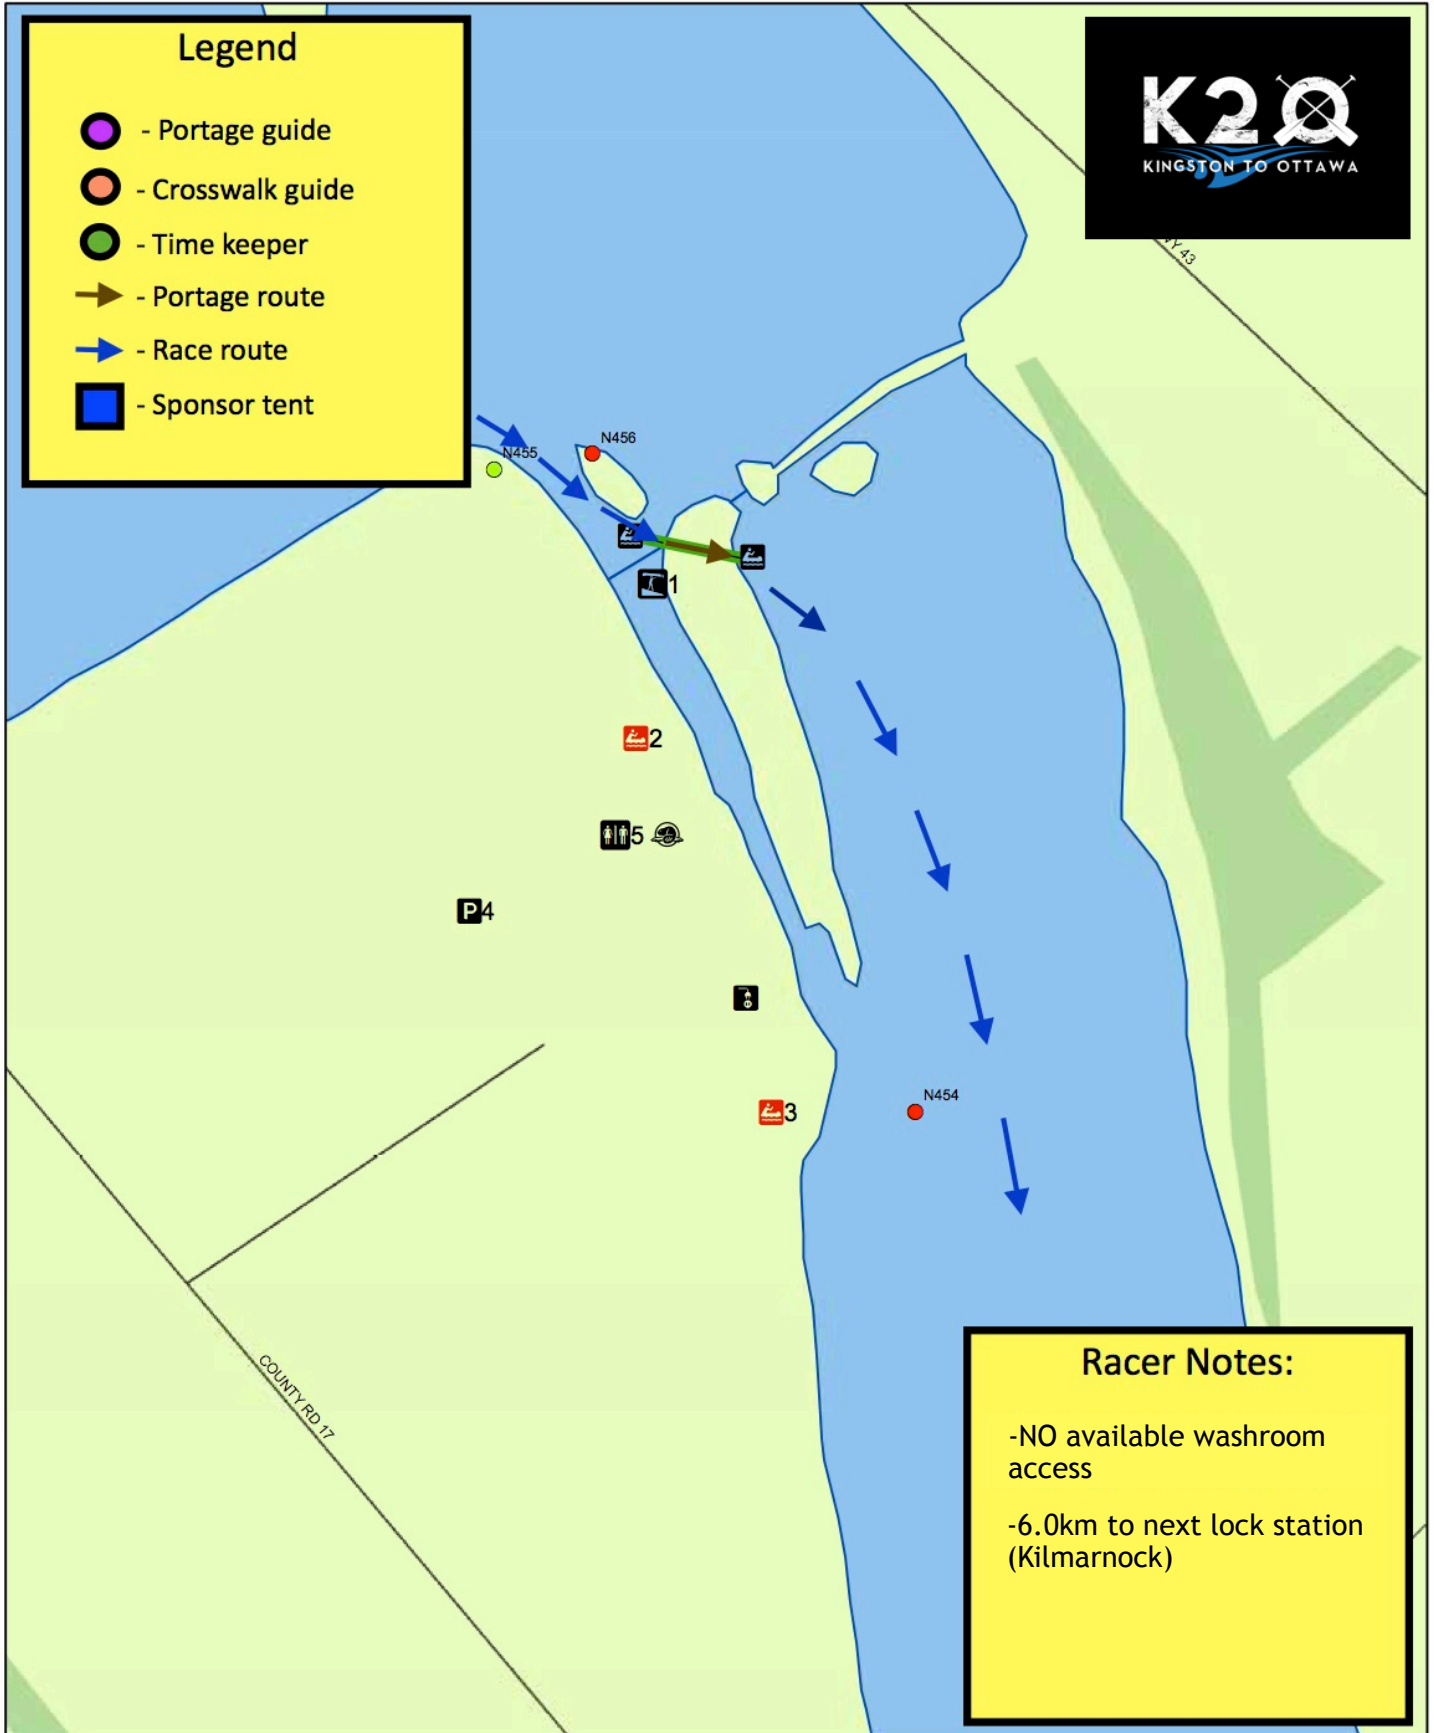 Legend
- Portage guide
- Crosswalk guide
- Time keeper
- Portage route
- Race route
- Sponsor tent
K2O
KINGSTON TO OTTAWA
WY 43
N456
N455
1
2
5
P 4
N454
3
COUNTY RD 17
Racer Notes:
-NO available washroom
access
-6.0km to next lock station
(Kilmarnock)